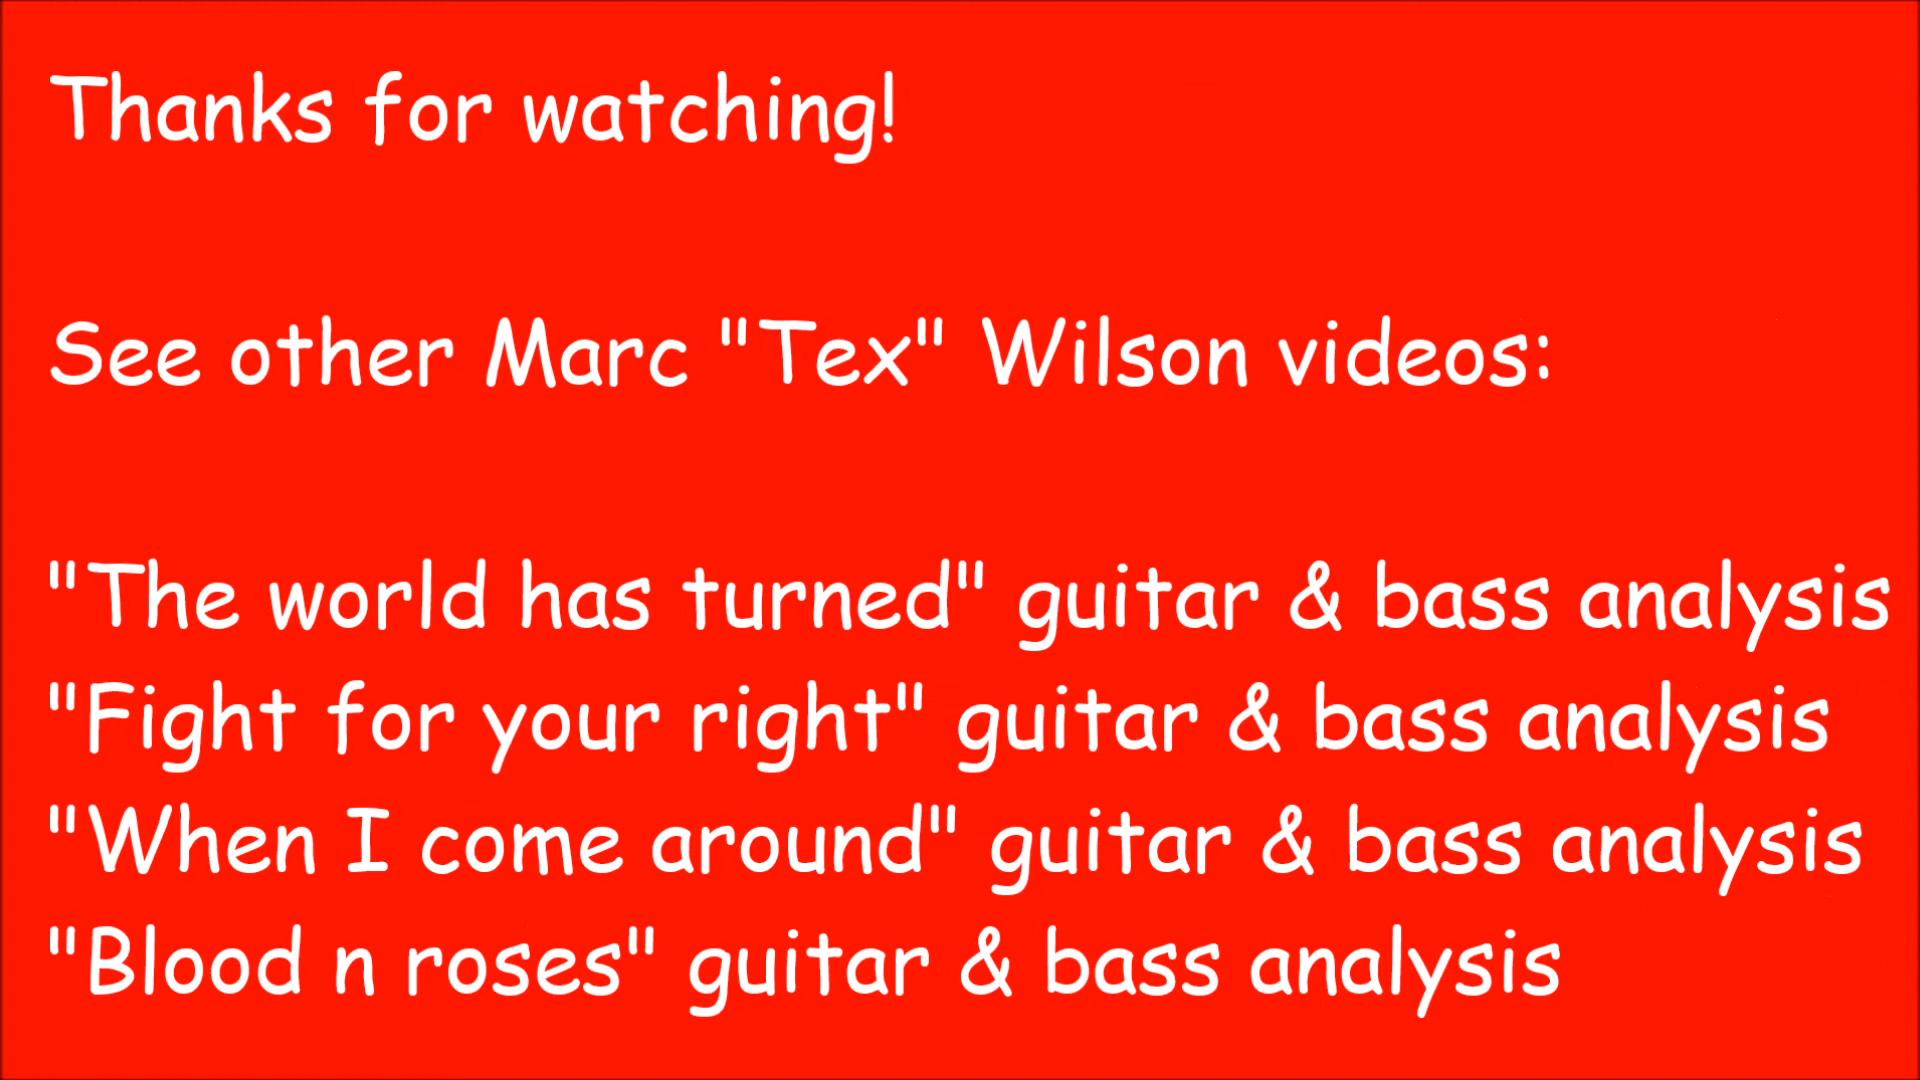 Thanks for watching!
See other Marc "Tex" Wilson videos:
"The world has turned" guitar & bass analysis
"Fight for your right" guitar & bass analysis
"When I come around" guitar & bass analysis
"Blood n roses" guitar & bass analysis